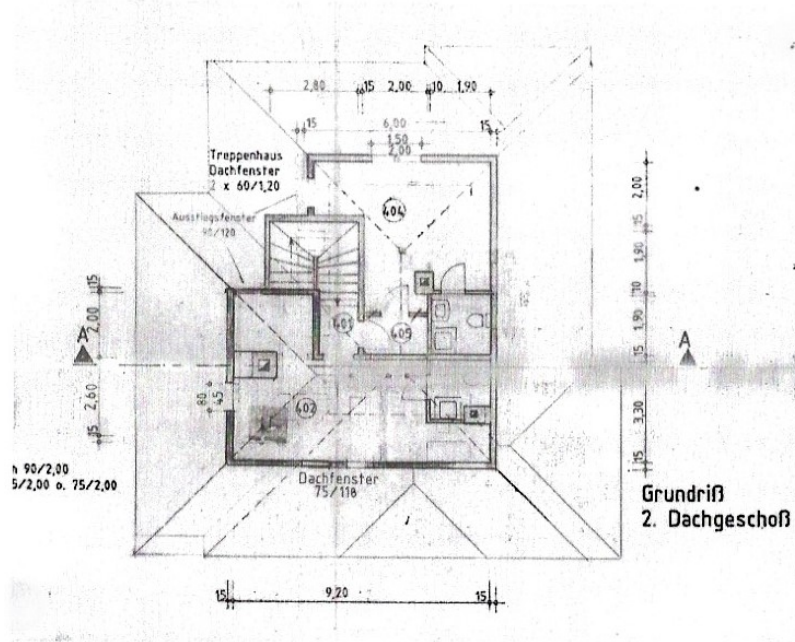 2,80 15 2,00 10 1,90
15 6,00 15
1,50
2,00
Treppenhaus
Dachfenster
2 x 60/1,20
Ausstiegsfenster
90/120
404
2,00
15
1,90
10
1,90
15
3,30
15
15
2,00
2,60
15
A
A
401
405
402
80
45
h 90/2,00
5/2,00 o. 75/2,00
Dachfenster
75/118
Grundriß
2. Dachgeschoß
15 9,20 15